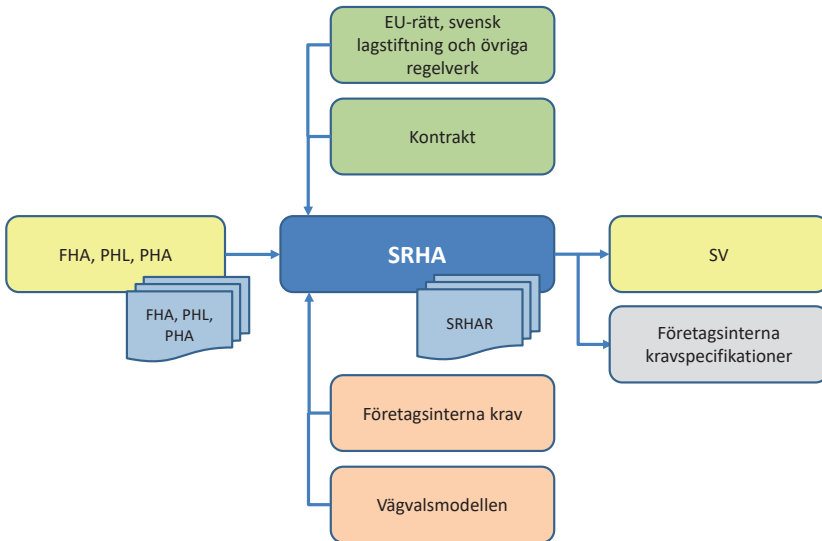 EU-rätt, svensk
lagstiftning och övriga
regelverk
Kontrakt
FHA, PHL, PHA
FHA, PHL,
PHA
SRHA
SRHAR
SV
Företagsinterna
kravspecifikationer
Företagsinterna krav
Vägvalsmodellen